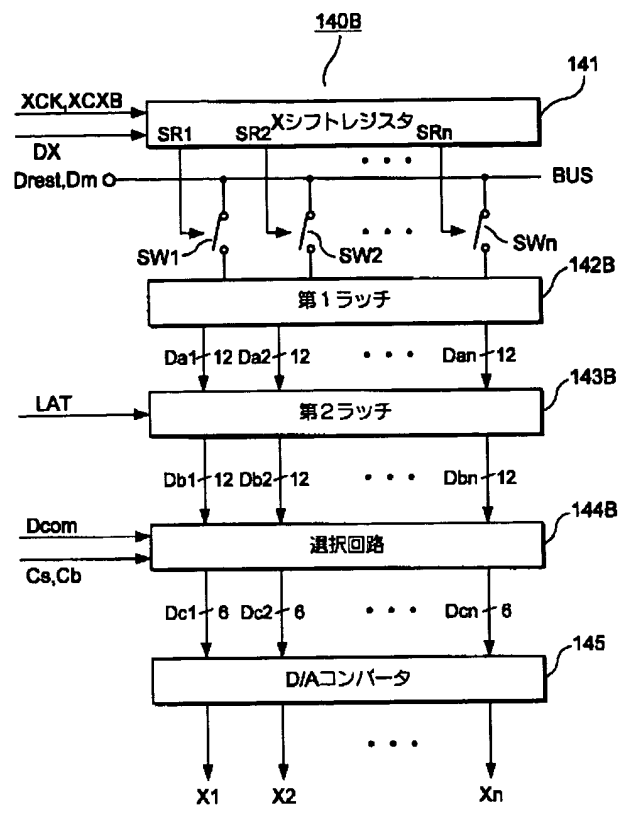 140B
141
XCK,XCXB
Xシフトレジスタ
SR1 SR2 SRn
DX
• • •
Drest,Dm
BUS
• • •
SW1 SW2 SWn
142B
第1ラッチ
Da1 12 Da2 12 • • • Dan 12
143B
LAT
第2ラッチ
Db1 12 Db2 12 • • • Dbn 12
144B
Dcom
選択回路
Cs,Cb
Dc1 6 Dc2 6 • • • Dcn 6
145
D/Aコンバータ
• • •
X1 X2 Xn